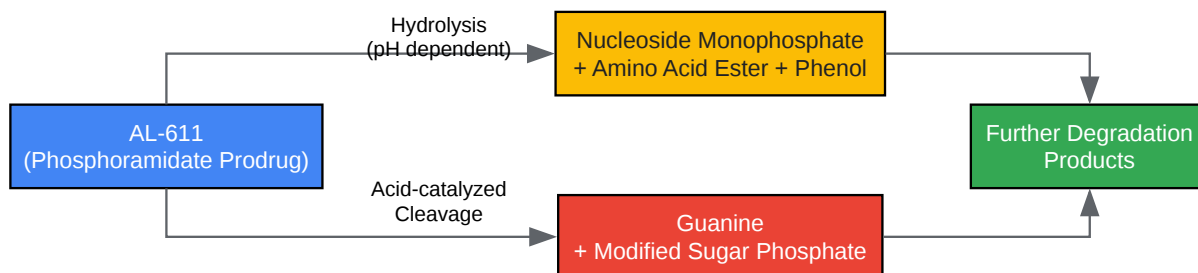 Hydrolysis
(pH dependent)
Nucleoside Monophosphate
+ Amino Acid Ester + Phenol
AL-611
(Phosphoramidate Prodrug)
Further Degradation
Products
Acid-catalyzed
Cleavage
Guanine
+ Modified Sugar Phosphate